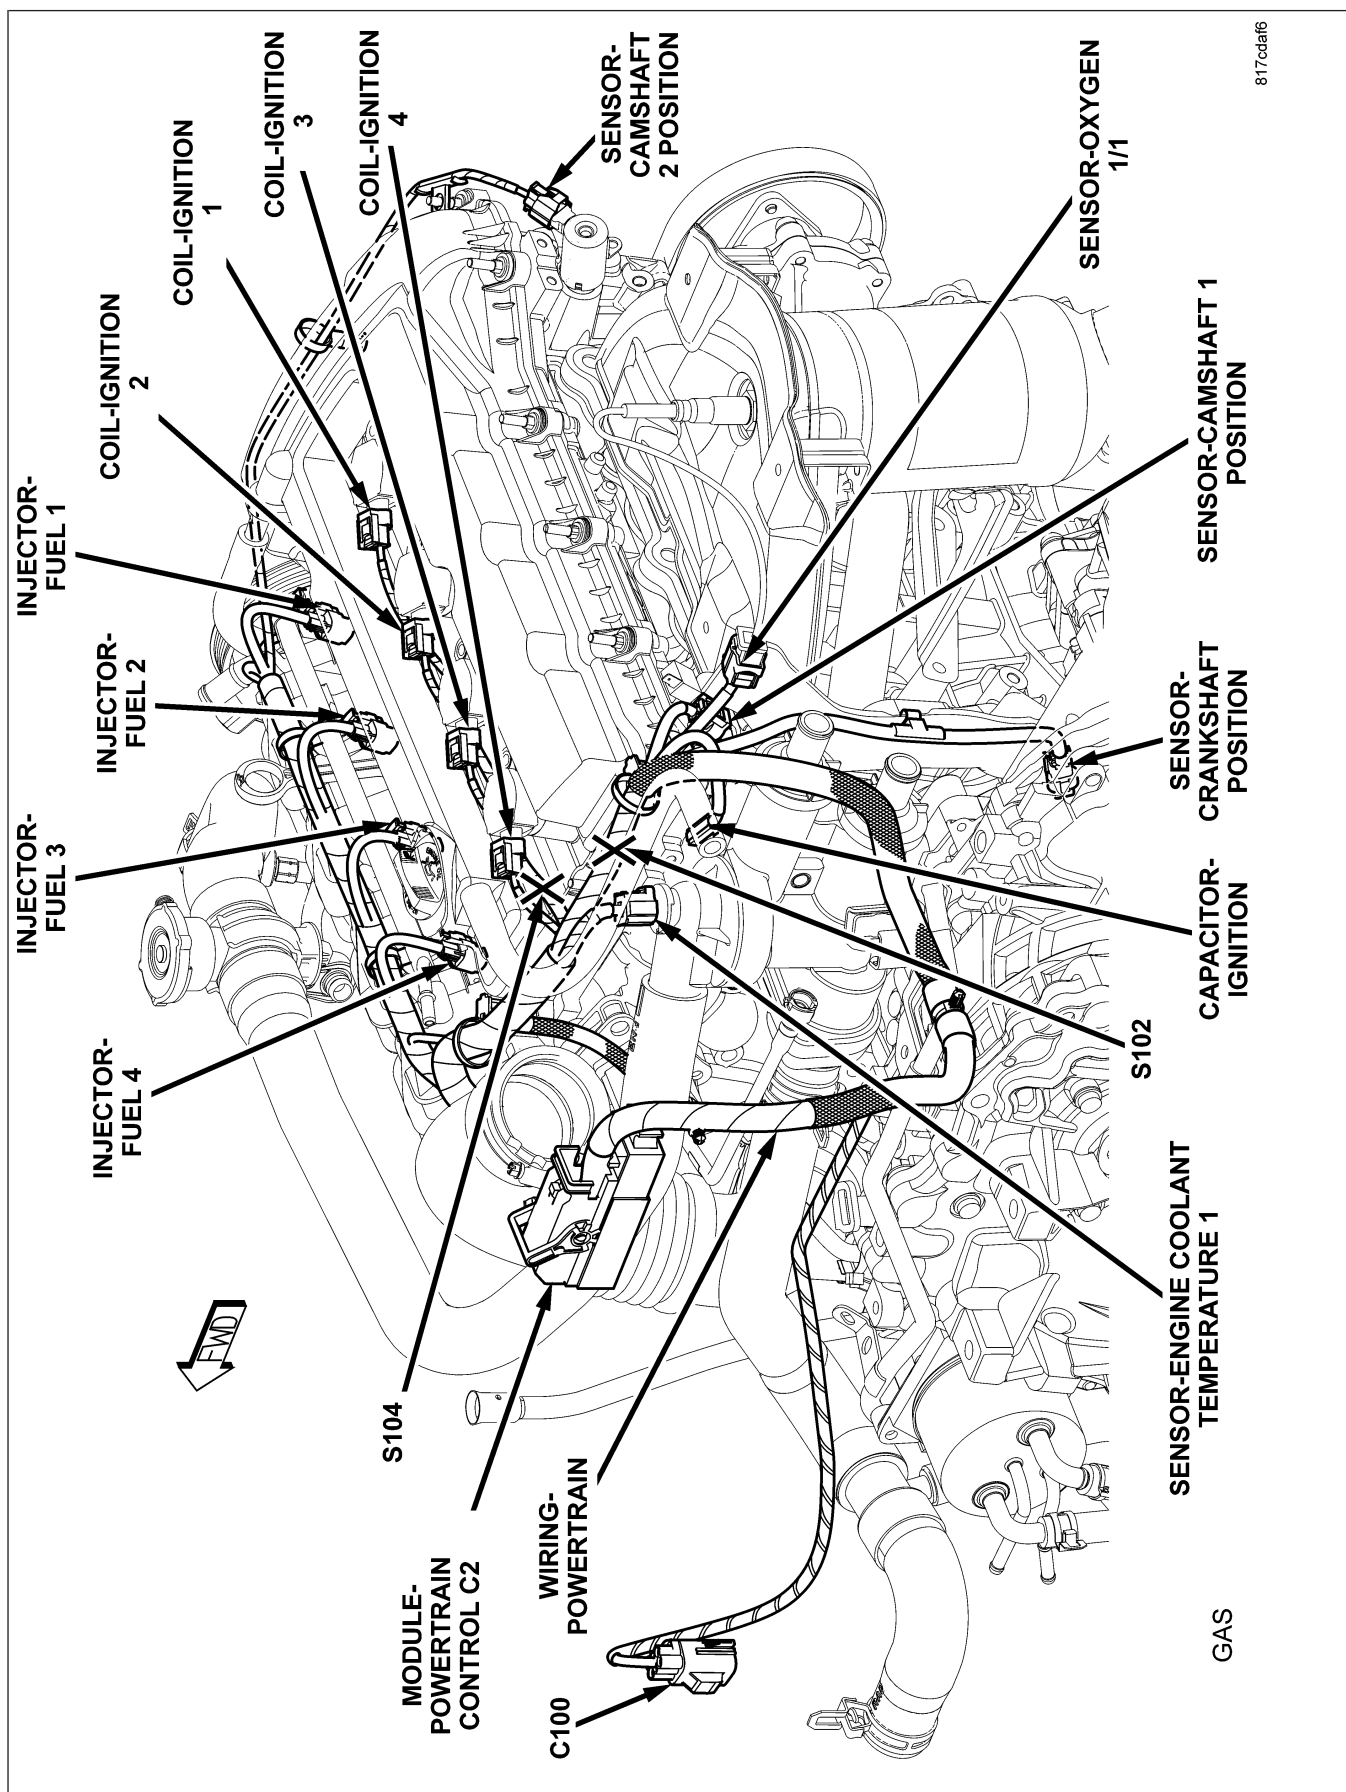 COIL-IGNITION
4
COIL-IGNITION
3
COIL-IGNITION
1
COIL-IGNITION
2
INJECTOR-
FUEL 1
INJECTOR-
FUEL 2
INJECTOR-
FUEL 3
INJECTOR-
FUEL 4
FWD
S104
MODULE-
POWERTRAIN
CONTROL C2
WIRING-
POWERTRAIN
C100
SENSOR-
CAMSHAFT
2 POSITION
SENSOR-OXYGEN
1/1
SENSOR-CAMSHAFT 1
POSITION
SENSOR-
CRANKSHAFT
POSITION
CAPACITOR-
IGNITION
S102
SENSOR-ENGINE COOLANT
TEMPERATURE 1
GAS
817cdaf6